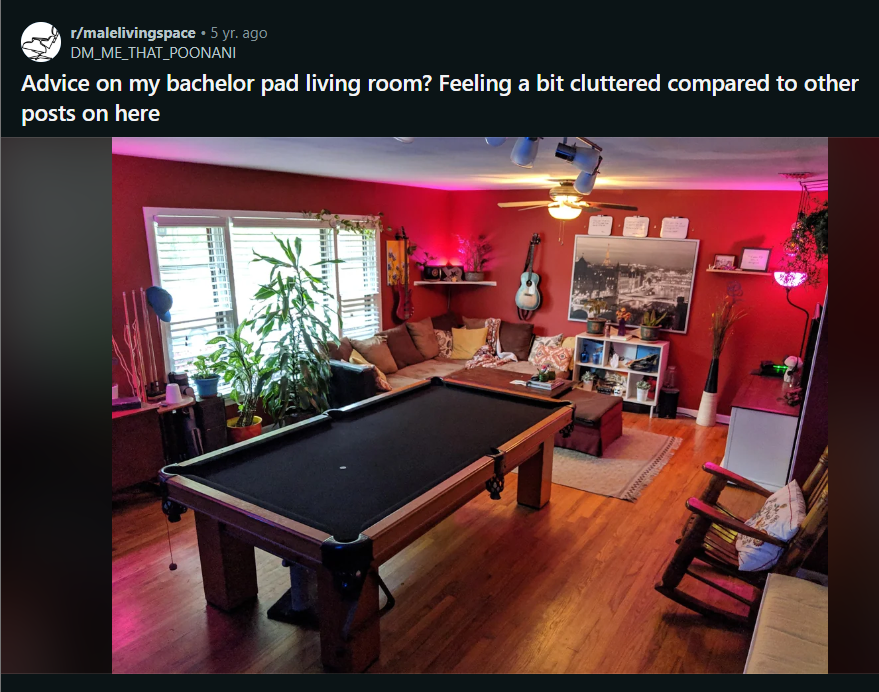 r/malelivingspace • 5 yr. ago
DM_ME_THAT_POONANI
Advice on my bachelor pad living room? Feeling a bit cluttered compared to other
posts on here